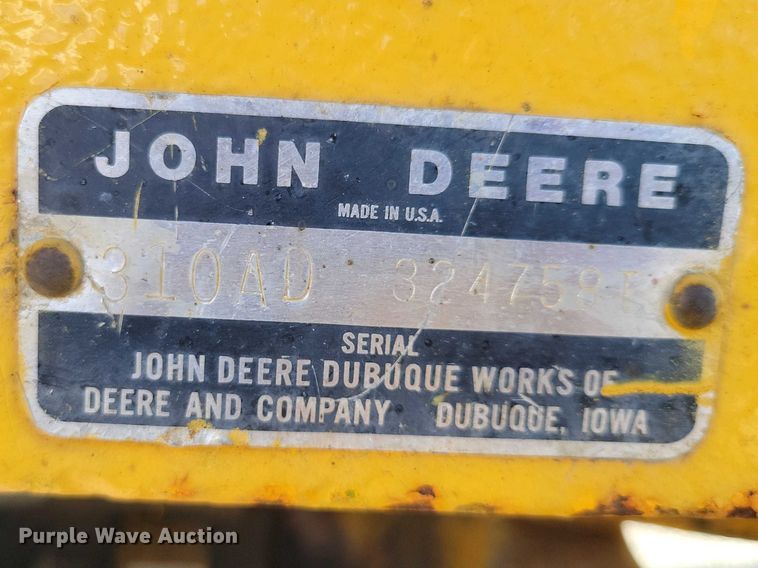 JOHN DEERE
MADE IN U.S.A.
310AD 324758T
SERIAL
JOHN DEERE DUBUQUE WORKS OF
DEERE AND COMPANY DUBUQUE, IOWA
Purple Wave Auction